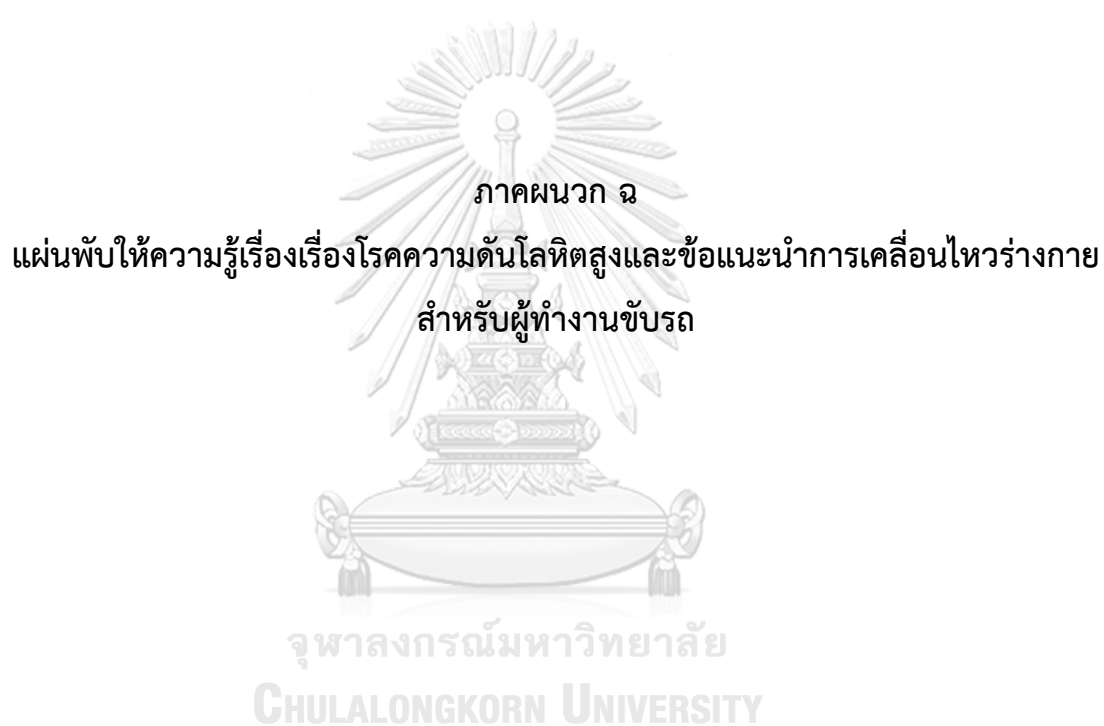 ภาคผนวก ฉ
แผ่นพับให้ความรู้เรื่องเรื่องโรคความดันโลหิตสูงและข้อแนะนำการเคลื่อนไหวร่างกาย
สำหรับผู้ทำงานขับรถ
จุฬาลงกรณ์มหาวิทยาลัย
CHULALONGKORN UNIVERSITY